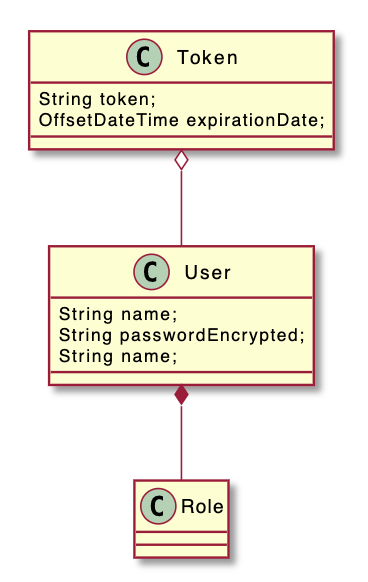 C Token
String token;
OffsetDateTime expirationDate;
C User
String name;
String passwordEncrypted;
String name;
C Role